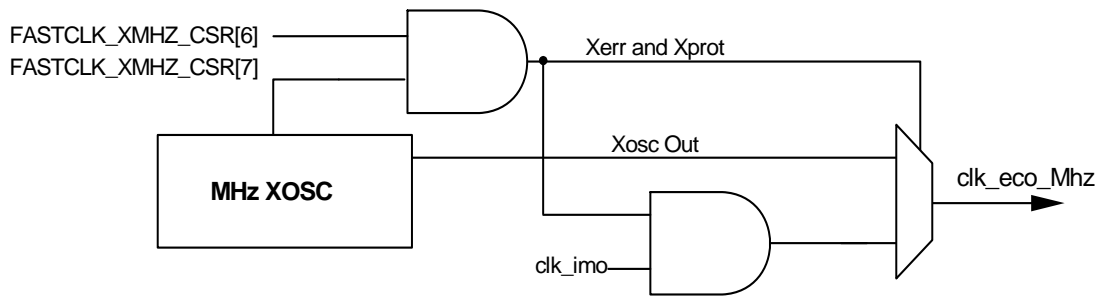 FASTCLK_XMHZ_CSR[6]
FASTCLK_XMHZ_CSR[7]
Xerr and Xprot
Xosc Out
MHz XOSC
clk_eco_Mhz
clk_imo